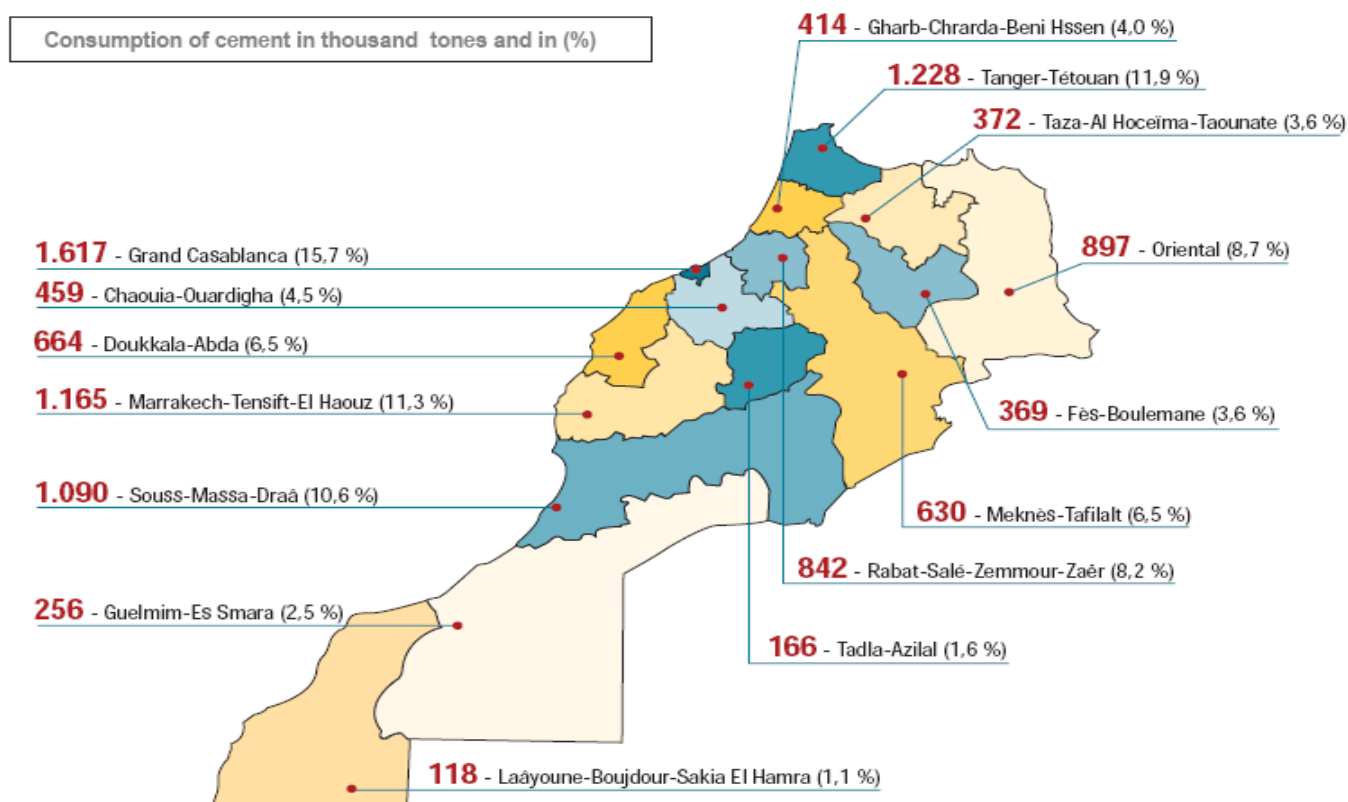 Consumption of cement in thousand tones and in (%)
414 - Gharb-Chrarda-Beni Hssen (4,0 %)
1.228 - Tanger-Tétouan (11,9 %)
372 - Taza-Al Hoceïma-Taounate (3,6 %)
1.617 - Grand Casablanca (15,7 %)
897 - Oriental (8,7 %)
459 - Chaouia-Ouardigha (4,5 %)
664 - Doukkala-Abda (6,5 %)
1.165 - Marrakech-Tensift-El Haouz (11,3 %)
369 - Fès-Boulemane (3,6 %)
1.090 - Souss-Massa-Draâ (10,6 %)
630 - Meknès-Tafilalt (6,5 %)
842 - Rabat-Salé-Zemmour-Zaêr (8,2 %)
256 - Guelmim-Es Smara (2,5 %)
166 - Tadla-Azilal (1,6 %)
118 - Laâyoune-Boujdour-Sakia El Hamra (1,1 %)